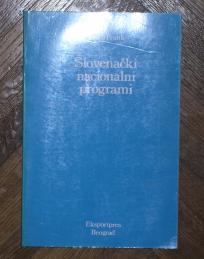 Slovenački
nacionalni
programi
Eksportpres
Beograd